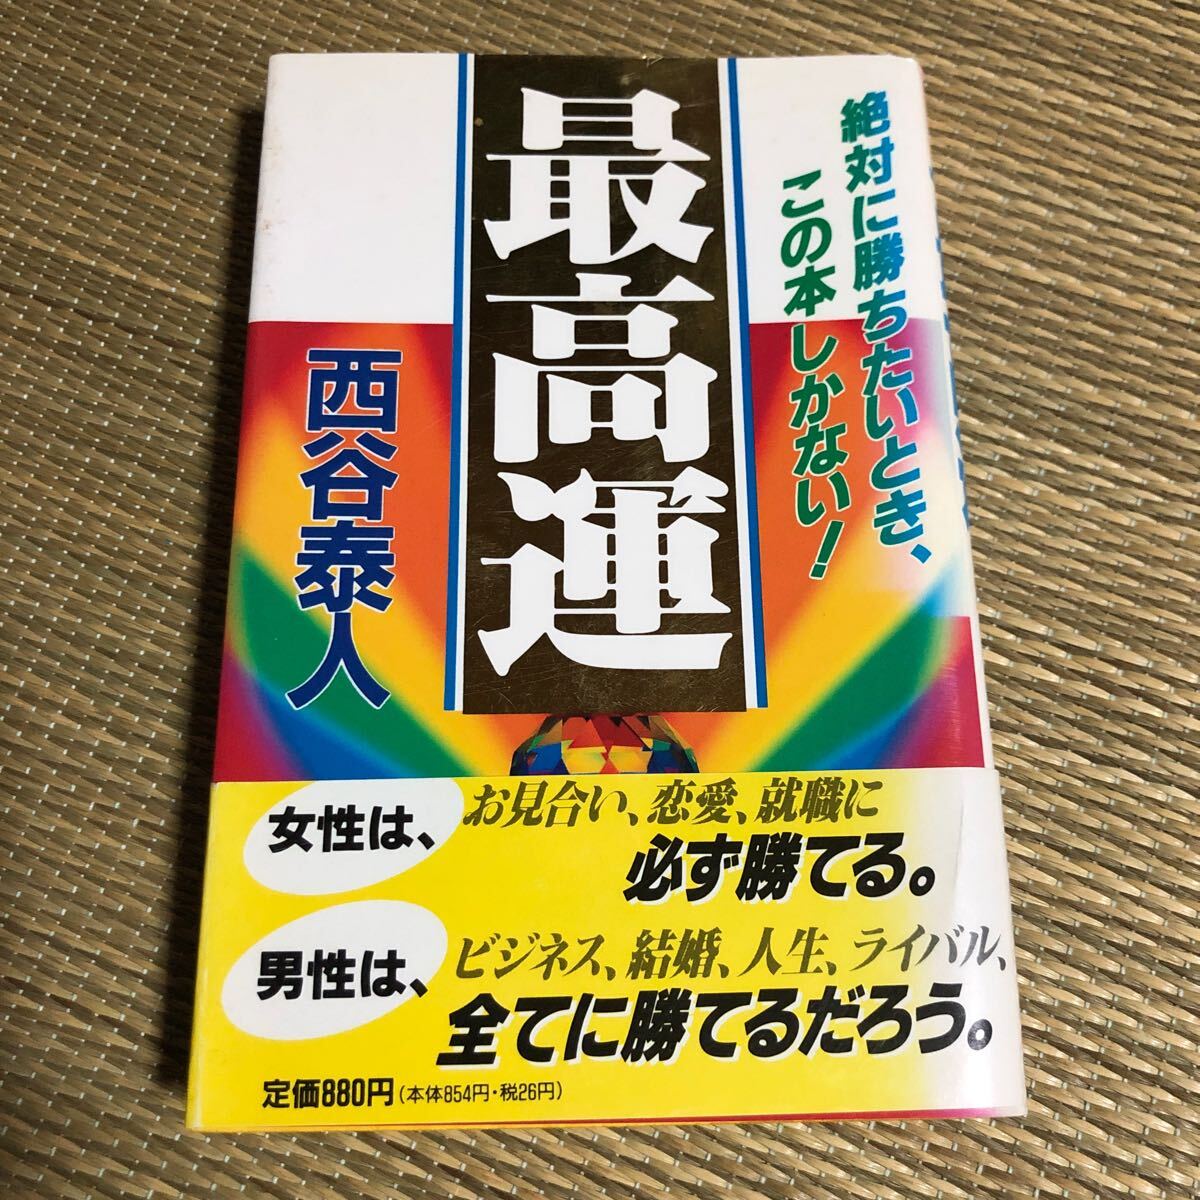 絶対に勝ちたいとき、
この本しかない!
最高運
西谷泰人
女性は、
お見合い、恋愛、就職に
必ず勝てる。
男性は、
ビジネス、結婚、人生、ライバル、
全てに勝てるだろう。
定価880円(本体854円・税26円)